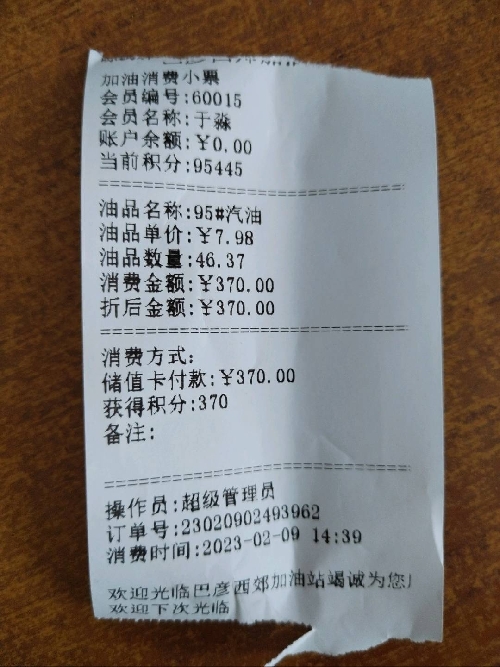 加油消费小票
会员编号:60015
会员名称:于淼
账户余额:￥0.00
当前积分:95445
油品名称:95#汽油
油品单价:￥7.98
油品数量:46.37
消费金额:￥370.00
折后金额:￥370.00
消费方式:
储值卡付款:￥370.00
获得积分:370
备注:
操作员:超级管理员
订单号:23020902493962
消费时间:2023-02-09 14:39
欢迎光临巴彦西郊加油站竭诚为您
欢迎下次光临